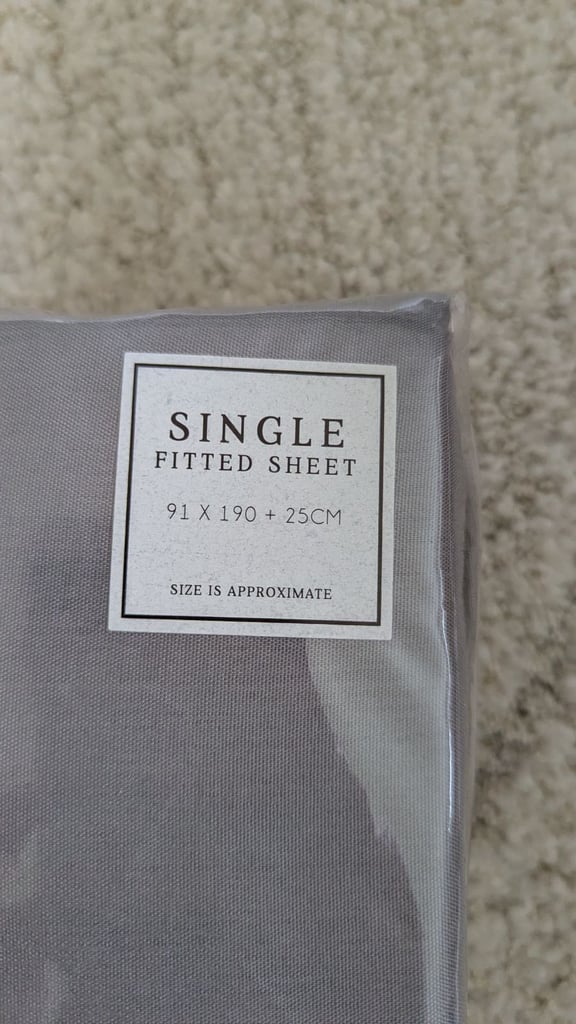 SINGLE
FITTED SHEET
91 X 190 + 25CM
SIZE IS APPROXIMATE